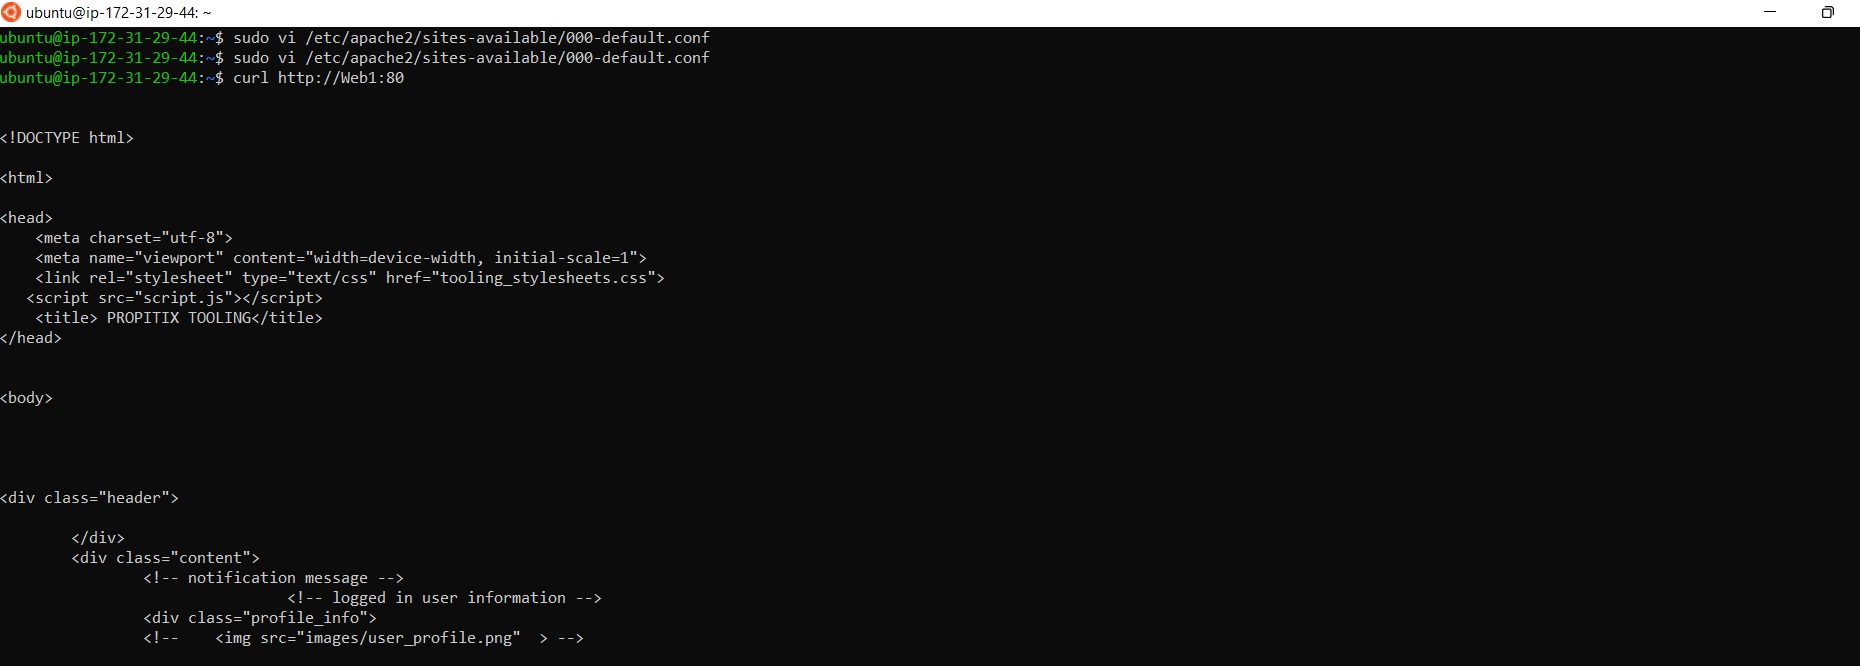 ubuntu@ip-172-31-29-44: ~
ubuntu@ip-172-31-29-44:~$ sudo vi /etc/apache2/sites-available/000-default.conf
ubuntu@ip-172-31-29-44:~$ sudo vi /etc/apache2/sites-available/000-default.conf
ubuntu@ip-172-31-29-44:~$ curl http://Web1:80
<!DOCTYPE html>
<html>
<head>
    <meta charset="utf-8">
    <meta name="viewport" content="width=device-width, initial-scale=1">
    <link rel="stylesheet" type="text/css" href="tooling_stylesheets.css">
   <script src="script.js"></script>
    <title> PROPITIX TOOLING</title>
</head>
<body>
<div class="header">
        </div>
        <div class="content">
                <!-- notification message -->
                                <!-- logged in user information -->
                <div class="profile_info">
                <!--    <img src="images/user_profile.png"  > -->